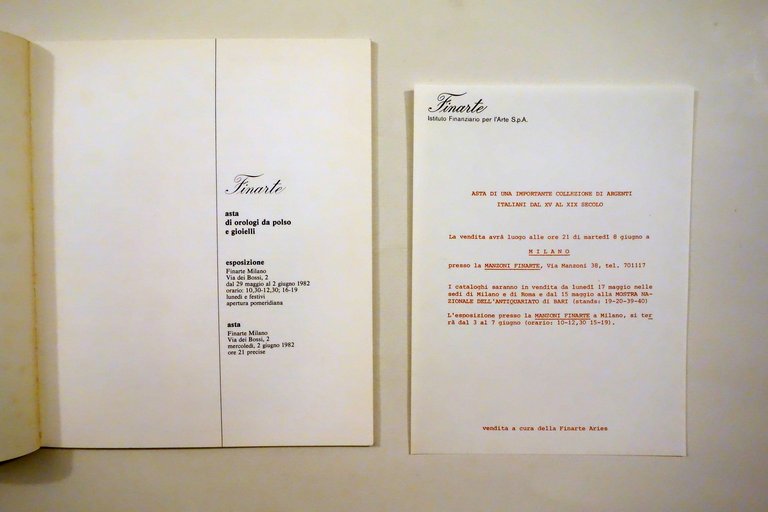 Finarte
asta
di orologi da polso
e gioielli
esposizione
Finarte Milano
Via dei Bossi, 2
dal 29 maggio al 2 giugno 1982
orario: 10,30-12,30; 16-19
lunedì e festivi
apertura pomeridiana
asta
Finarte Milano
Via dei Bossi, 2
mercoledì, 2 giugno 1982
ore 21 precise
Finarte
Istituto Finanziario per l'Arte S.p.A.
ASTA DI UNA IMPORTANTE COLLEZIONE DI ARGENTI
ITALIANI DAL XV AL XIX SECOLO
La vendita avrà luogo alle ore 21 di martedì 8 giugno a
M I L A N O
presso la MANZONI FINARTE, Via Manzoni 38, tel. 701117
I cataloghi saranno in vendita da lunedì 17 maggio nelle
sedi di Milano e di Roma e dal 15 maggio alla MOSTRA NA-
ZIONALE DELL'ANTIQUARIATO di BARI (stands: 19-20-39-40)
L'esposizione presso la MANZONI FINARTE a Milano, si ter
rà dal 3 al 7 giugno (orario: 10-12,30 15-19).
vendita a cura della Finarte Aries